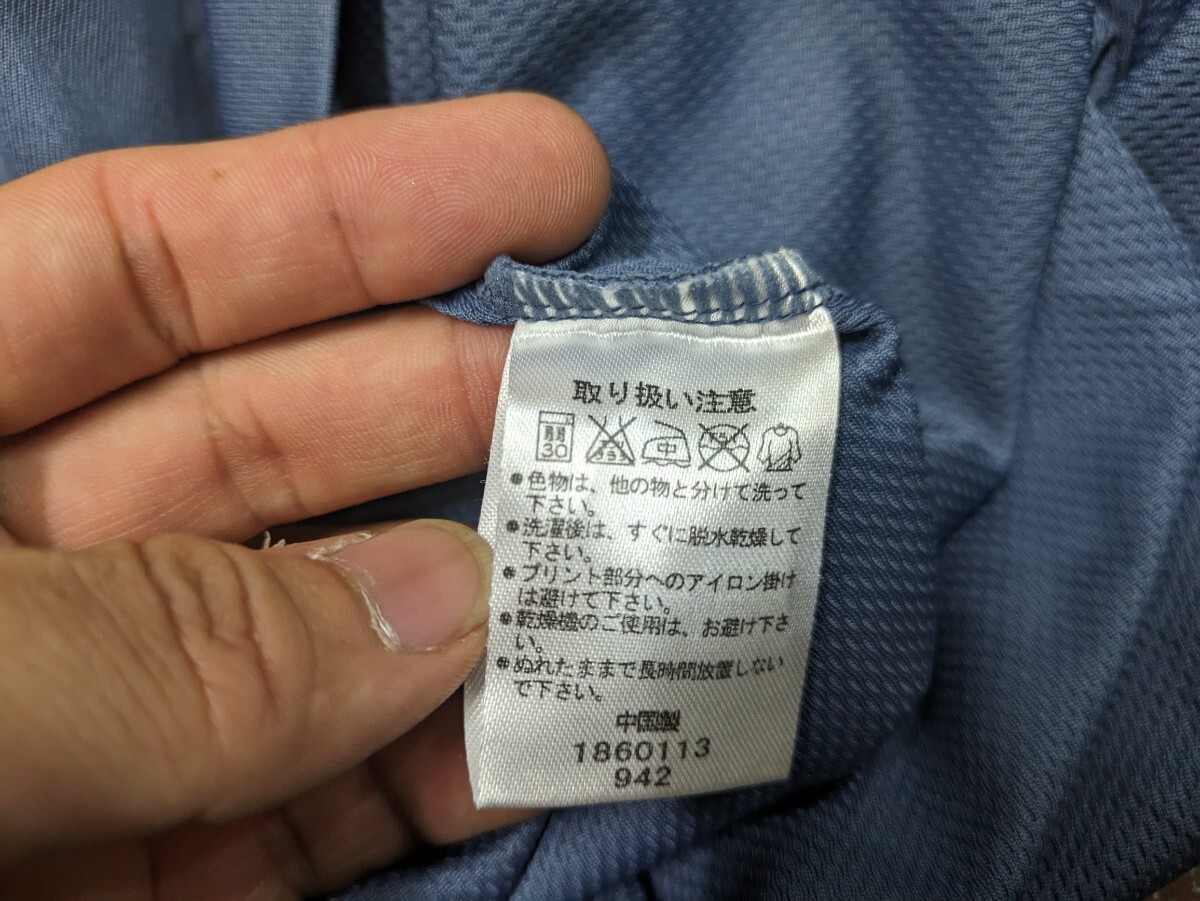 取り扱い注意
30 中
●色物は、他の物と分けて洗って
下さい。
●洗濯後は、すぐに脱水乾燥して
下さい。
●プリント部分へのアイロン掛け
は避けて下さい。
●乾燥機のご使用は、お避け下さ
い。
●ぬれたままで長時間放置しない
で下さい。
中国製
1860113
942